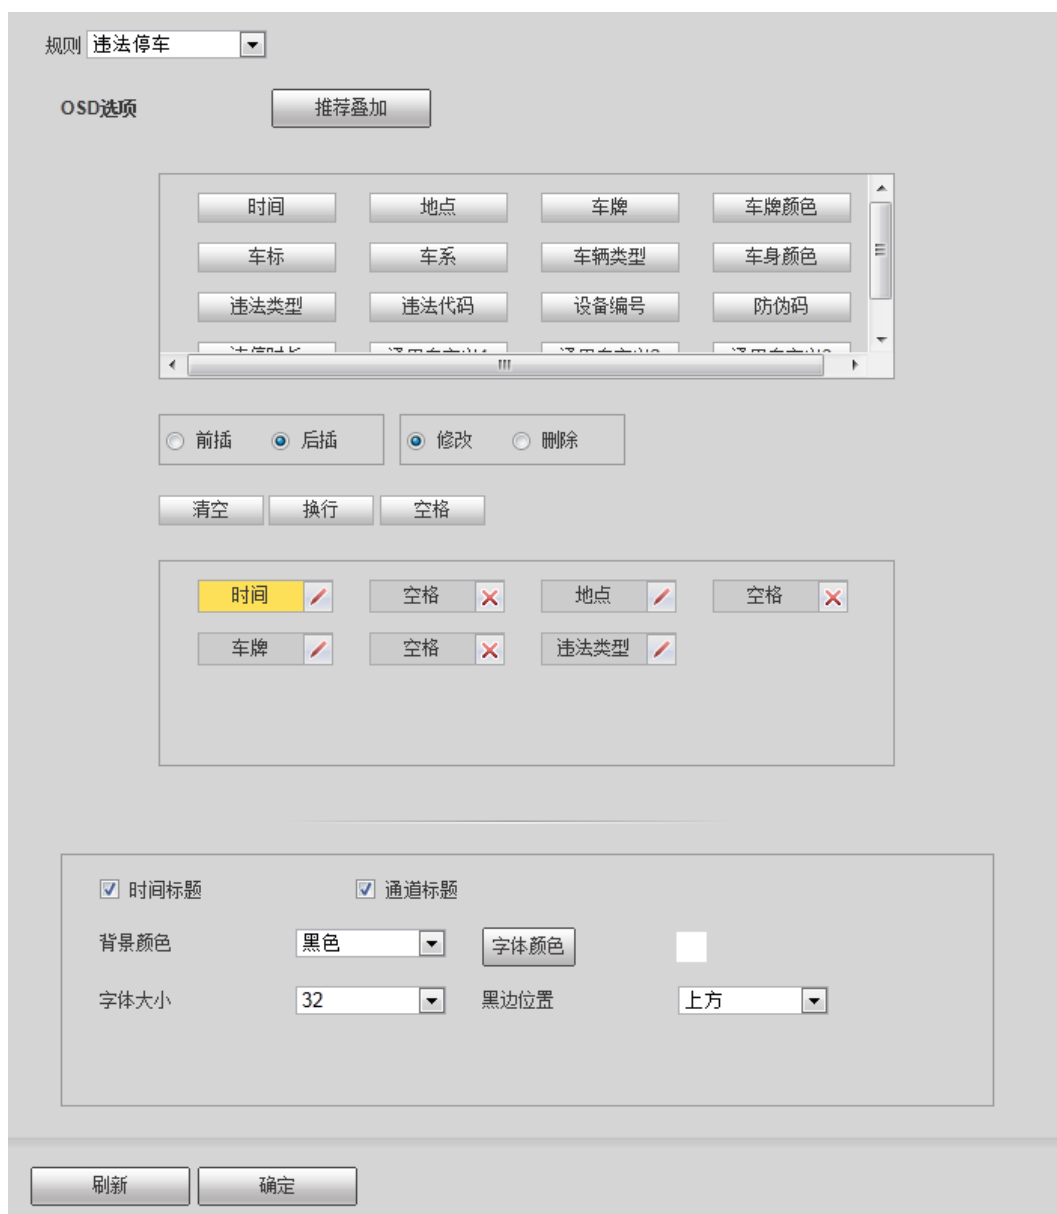 规则 违法停车
OSD选项 推荐叠加
时间 地点 车牌 车牌颜色
车标 车系 车辆类型 车身颜色
违法类型 违法代码 设备编号 防伪码
前插 后插 修改 删除
清空 换行 空格
时间 空格 地点 空格
车牌 空格 违法类型
时间标题 通道标题
背景颜色 黑色 字体颜色
字体大小 32 黑边位置 上方
刷新 确定